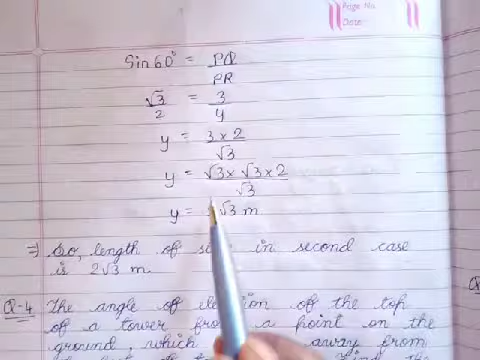 Page No.
Date:
Sin 60° = PQ
PR
√3 = 3
2 y
y = 3 × 2
√3
y = √3 × √3 × 2
√3
y = √3 m
⇒ So, length of in second case
is 2√3 m.
Q-4 The angle of of the top
of a tower a point on the
ground, which away from